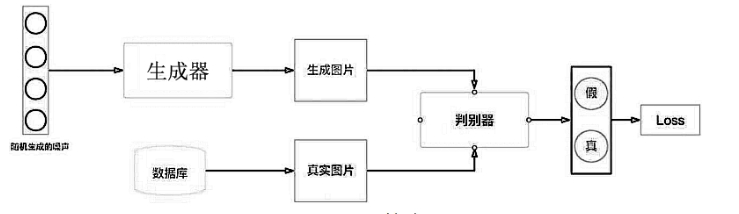 生成器
生成图片
假
判别器
Loss
真
随机生成的噪声
数据库
真实图片